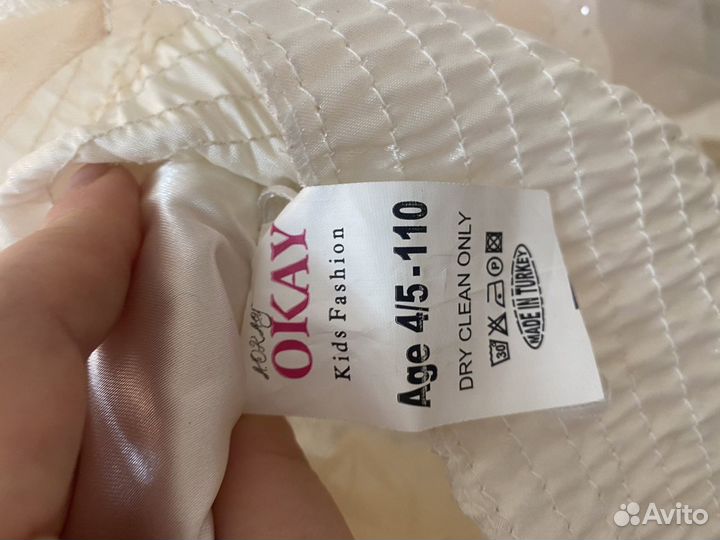 OKAY
Kids Fashion
Age 4/5-110
DRY CLEAN ONLY
30 P
MADE IN TURKEY
Avito